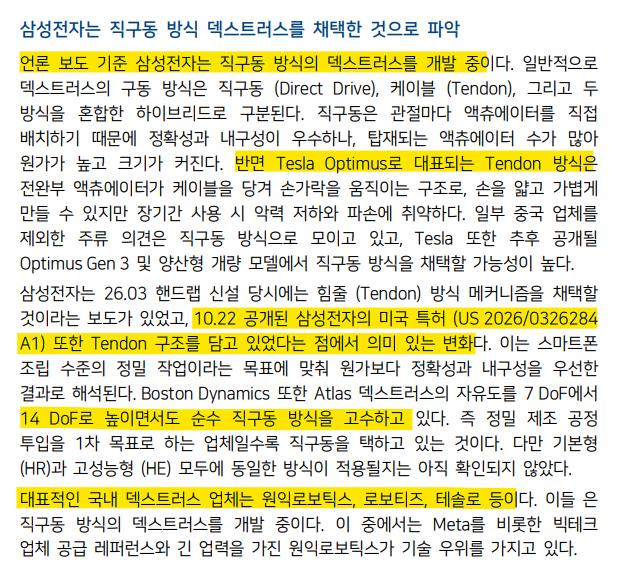 삼성전자는 직구동 방식 덱스트러스를 채택한 것으로 파악
언론 보도 기준 삼성전자는 직구동 방식의 덱스트러스를 개발 중이다. 일반적으로
덱스트러스의 구동 방식은 직구동 (Direct Drive), 케이블 (Tendon), 그리고 두
방식을 혼합한 하이브리드로 구분된다. 직구동은 관절마다 액츄에이터를 직접
배치하기 때문에 정확성과 내구성이 우수하나, 탑재되는 액츄에이터 수가 많아
원가가 높고 크기가 커진다. 반면 Tesla Optimus로 대표되는 Tendon 방식은
전완부 액츄에이터가 케이블을 당겨 손가락을 움직이는 구조로, 손을 얇고 가볍게
만들 수 있지만 장기간 사용 시 악력 저하와 파손에 취약하다. 일부 중국 업체를
제외한 주류 의견은 직구동 방식으로 모이고 있고, Tesla 또한 추후 공개될
Optimus Gen 3 및 양산형 개량 모델에서 직구동 방식을 채택할 가능성이 높다.
삼성전자는 26.03 핸드랩 신설 당시에는 힘줄 (Tendon) 방식 메커니즘을 채택할
것이라는 보도가 있었고, 10.22 공개된 삼성전자의 미국 특허 (US 2026/0326284
A1) 또한 Tendon 구조를 담고 있었다는 점에서 의미 있는 변화다. 이는 스마트폰
조립 수준의 정밀 작업이라는 목표에 맞춰 원가보다 정확성과 내구성을 우선한
결과로 해석된다. Boston Dynamics 또한 Atlas 덱스트러스의 자유도를 7 DoF에서
14 DoF로 높이면서도 순수 직구동 방식을 고수하고 있다. 즉 정밀 제조 공정
투입을 1차 목표로 하는 업체일수록 직구동을 택하고 있는 것이다. 다만 기본형
(HR)과 고성능형 (HE) 모두에 동일한 방식이 적용될지는 아직 확인되지 않았다.
대표적인 국내 덱스트러스 업체는 원익로보틱스, 로보티즈, 테솔로 등이다. 이들 은
직구동 방식의 덱스트러스를 개발 중이다. 이 중에서는 Meta를 비롯한 빅테크
업체 공급 레퍼런스와 긴 업력을 가진 원익로보틱스가 기술 우위를 가지고 있다.